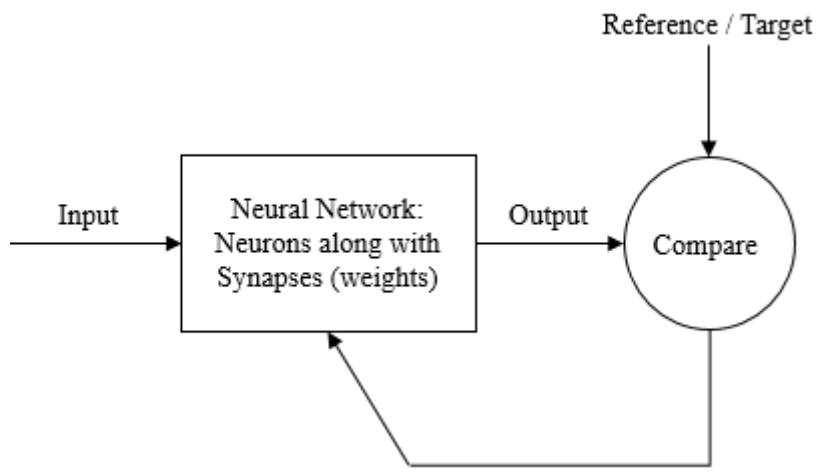 Reference / Target
Input
Neural Network:
Neurons along with
Synapses (weights)
Output
Compare